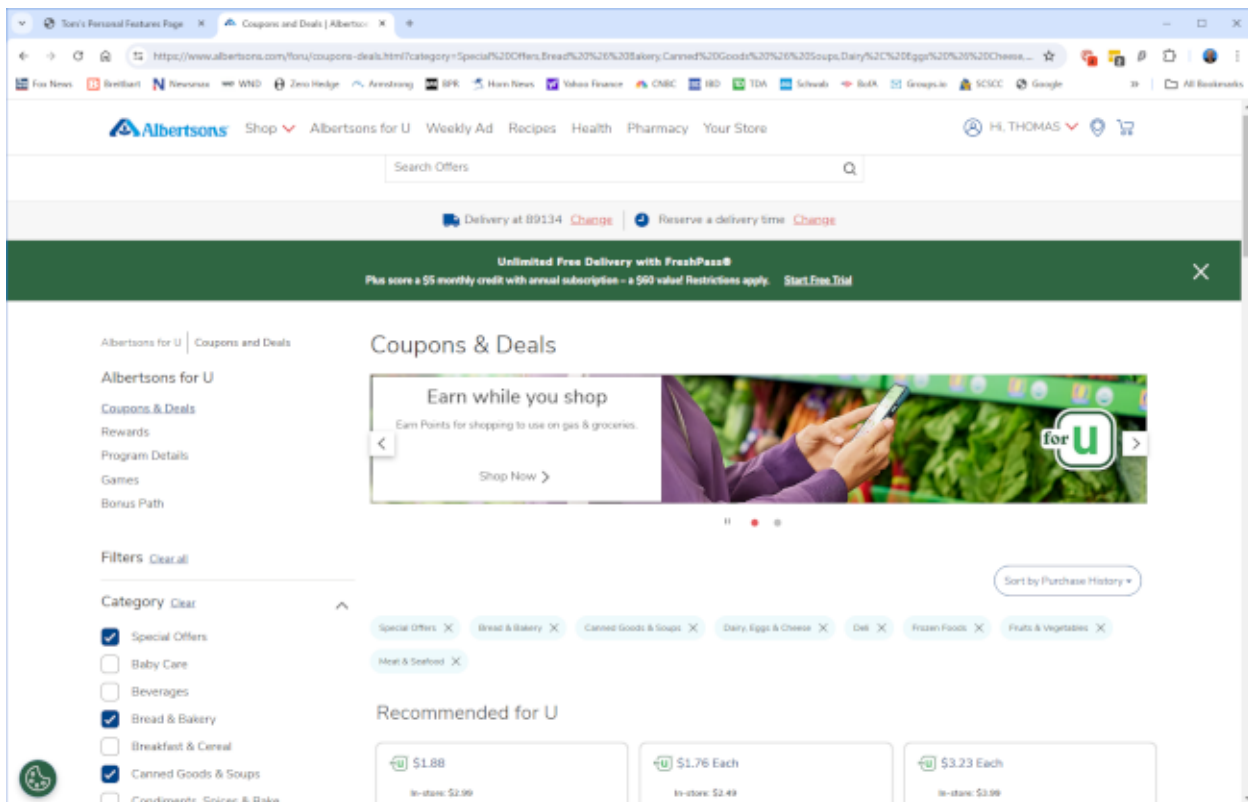 Tom's Personal Features Page
Coupons and Deals | Albertson
https://www.albertsons.com/foru/coupons-deals.html?category=Special%20Offers,Bread%20%26%20Bakery,Canned%20Goods%20%26%20Soups,Dairy%2C%20Eggs%20%26%20Cheese,...
Fox News Breitbart Newsmax WND Zero Hedge Armstrong BPR Horn News Yahoo Finance CNBC IBD TDA Schwab BofA Groups.io SCSCC Google » All Bookmarks
Albertsons Shop Albertsons for U Weekly Ad Recipes Health Pharmacy Your Store Hi, THOMAS
Search Offers
Delivery at 89134 Change Reserve a delivery time Change
Unlimited Free Delivery with FreshPass®
Plus score a $5 monthly credit with annual subscription – a $60 value! Restrictions apply. Start Free Trial
Albertsons for U | Coupons and Deals
Coupons & Deals
Albertsons for U
Coupons & Deals
Rewards
Program Details
Games
Bonus Path
Earn while you shop
Earn Points for shopping to use on gas & groceries.
Shop Now
for U
Filters Clear all
Sort by Purchase History
Category Clear
Special Offers
Baby Care
Beverages
Bread & Bakery
Breakfast & Cereal
Canned Goods & Soups
Condiments, Spices & Bake
Special Offers Bread & Bakery Canned Goods & Soups Dairy, Eggs & Cheese Deli Frozen Foods Fruits & Vegetables
Meat & Seafood
Recommended for U
U $1.88
In-store: $2.99
U $1.76 Each
In-store: $2.49
U $3.23 Each
In-store: $3.99